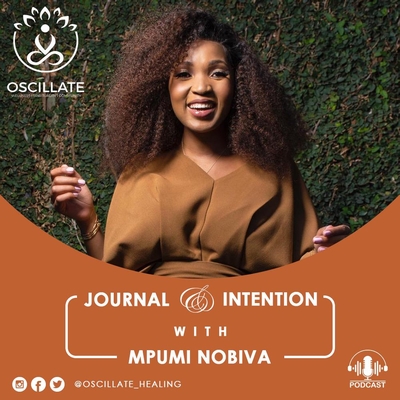 OSCILLATE
JOURNAL & INTENTION
WITH
MPUMI NOBIVA
@OSCILLATE_HEALING
PODCAST